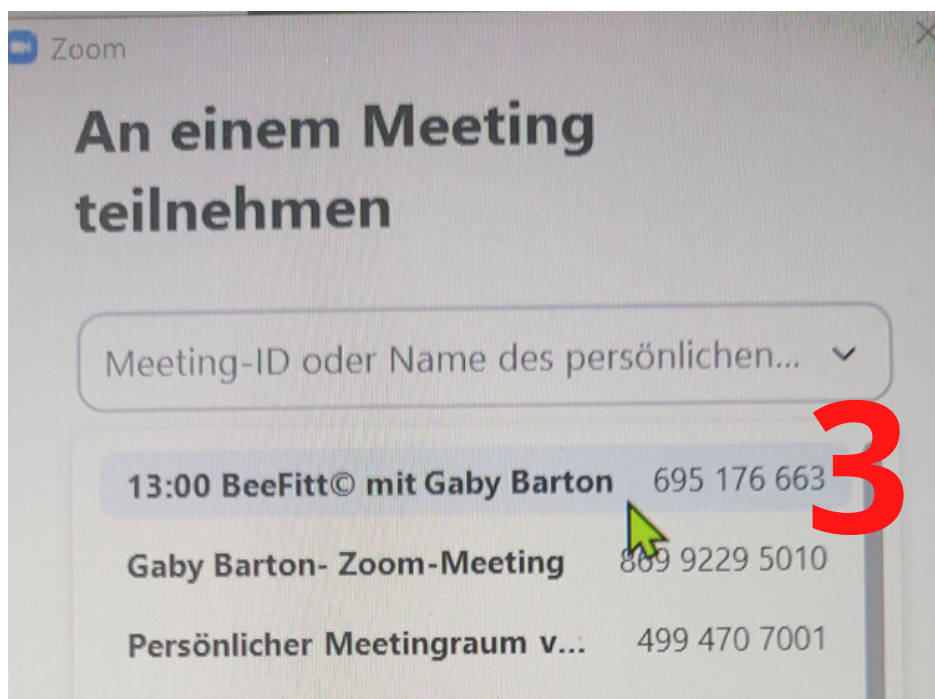 Zoom
An einem Meeting
teilnehmen
Meeting-ID oder Name des persönlichen...
13:00 BeeFitt© mit Gaby Barton 695 176 663
3
Gaby Barton- Zoom-Meeting 869 9229 5010
Persönlicher Meetingraum v... 499 470 7001